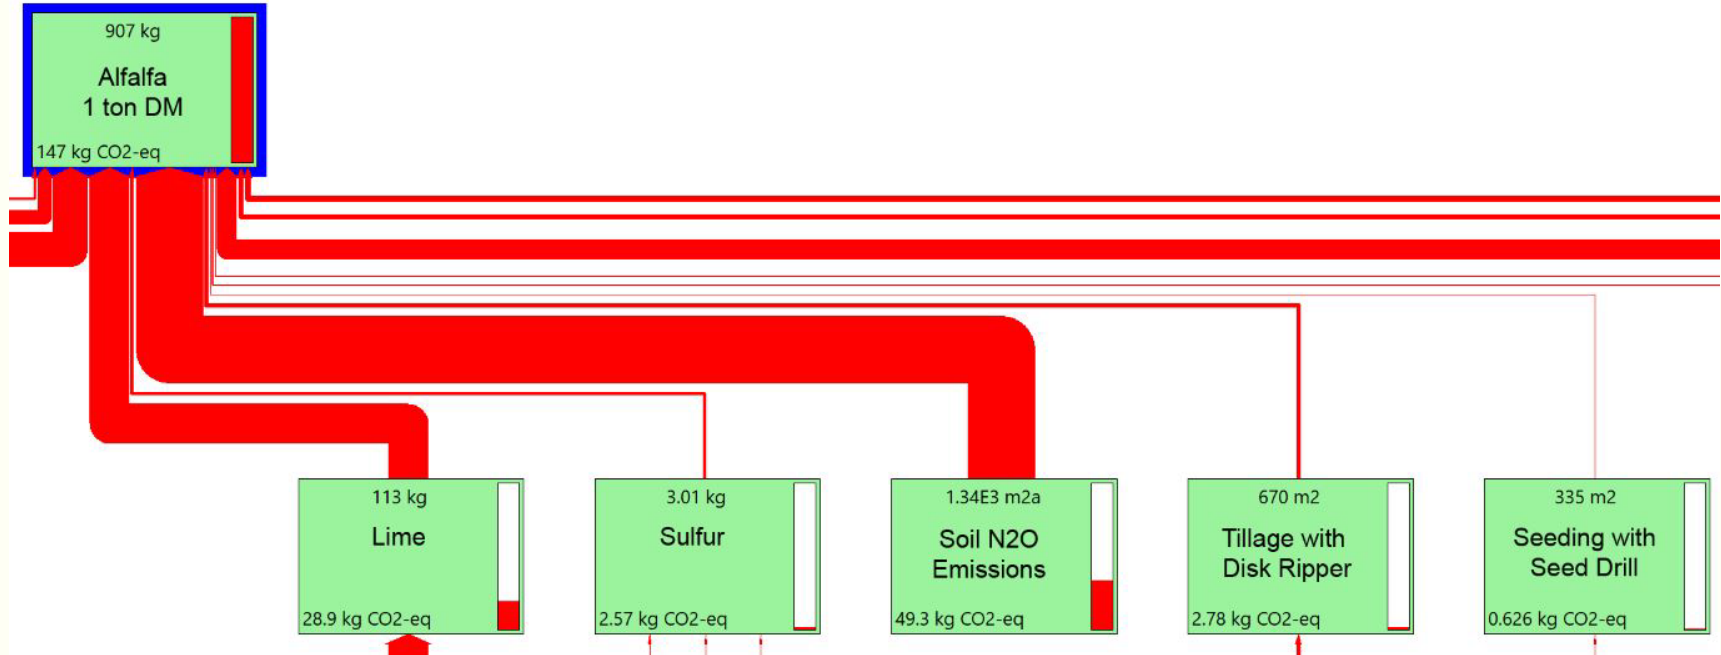 907 kg
Alfalfa
1 ton DM
147 kg CO2-eq
113 kg
Lime
28.9 kg CO2-eq
3.01 kg
Sulfur
2.57 kg CO2-eq
1.34E3 m2a
Soil N2O
Emissions
49.3 kg CO2-eq
670 m2
Tillage with
Disk Ripper
2.78 kg CO2-eq
335 m2
Seeding with
Seed Drill
0.626 kg CO2-eq